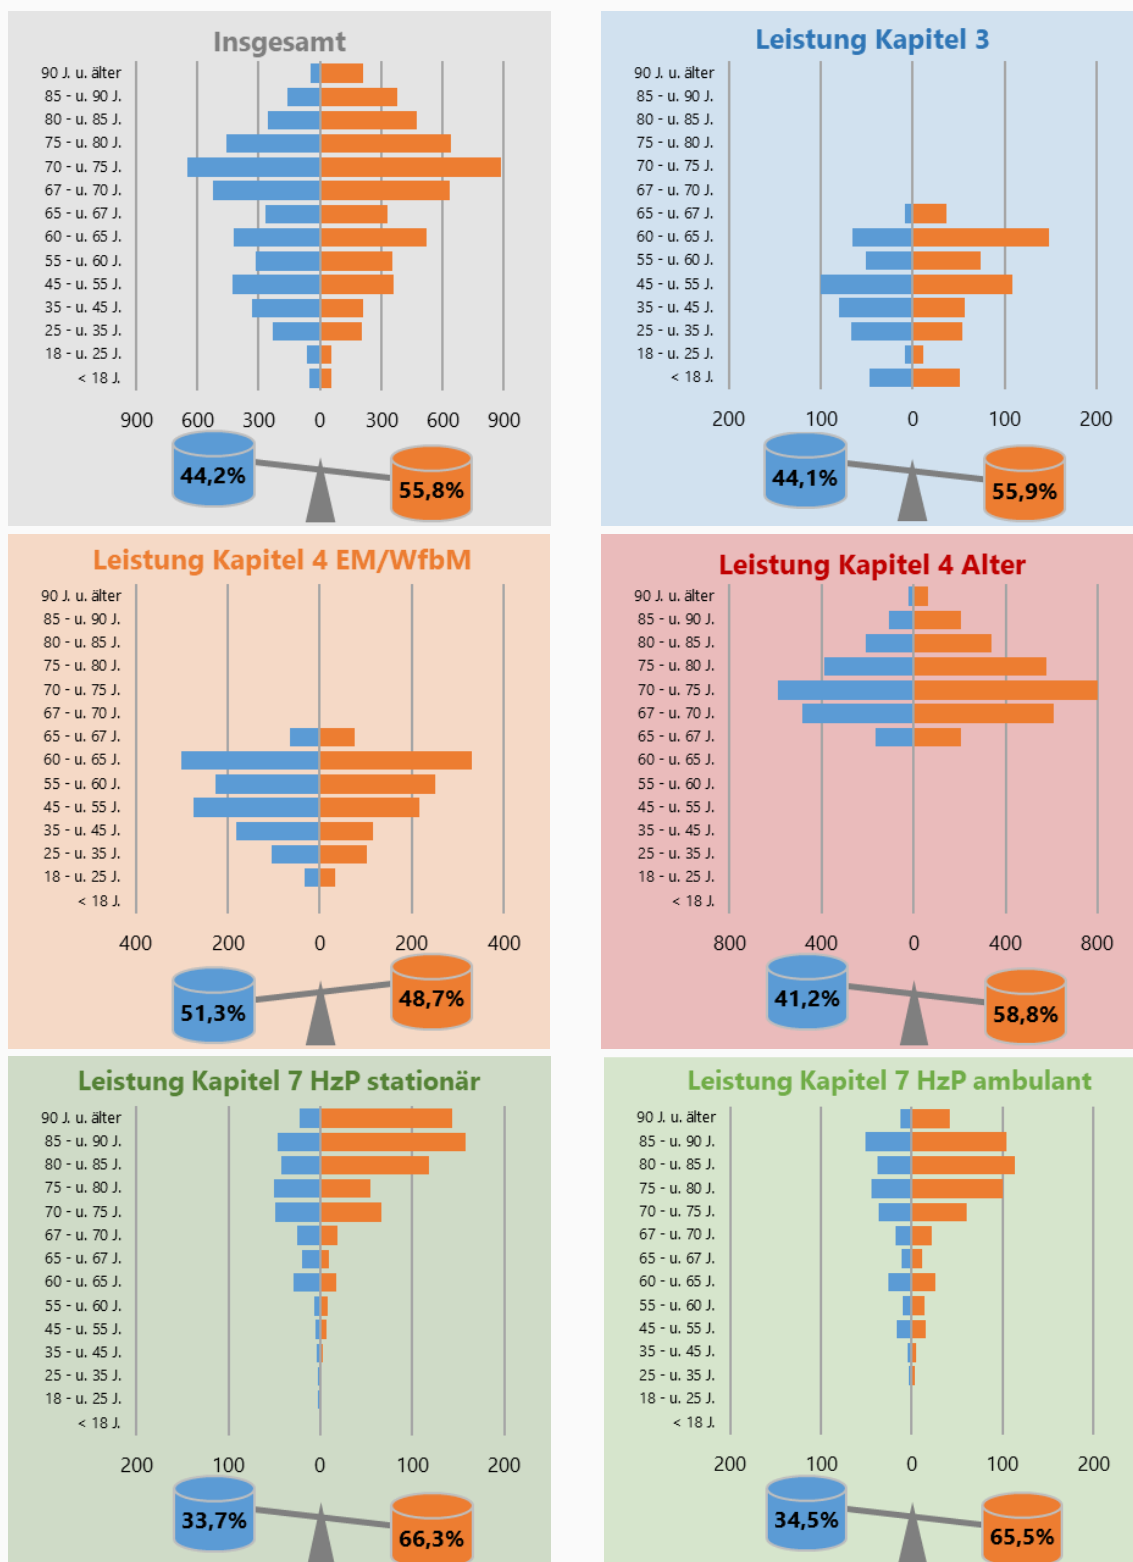 Insgesamt
90 J. u. älter
85 - u. 90 J.
80 - u. 85 J.
75 - u. 80 J.
70 - u. 75 J.
67 - u. 70 J.
65 - u. 67 J.
60 - u. 65 J.
55 - u. 60 J.
45 - u. 55 J.
35 - u. 45 J.
25 - u. 35 J.
18 - u. 25 J.
< 18 J.
900 600 300 0 300 600 900
44,2%
55,8%
Leistung Kapitel 3
90 J. u. älter
85 - u. 90 J.
80 - u. 85 J.
75 - u. 80 J.
70 - u. 75 J.
67 - u. 70 J.
65 - u. 67 J.
60 - u. 65 J.
55 - u. 60 J.
45 - u. 55 J.
35 - u. 45 J.
25 - u. 35 J.
18 - u. 25 J.
< 18 J.
200 100 0 100 200
44,1%
55,9%
Leistung Kapitel 4 EM/WfbM
90 J. u. älter
85 - u. 90 J.
80 - u. 85 J.
75 - u. 80 J.
70 - u. 75 J.
67 - u. 70 J.
65 - u. 67 J.
60 - u. 65 J.
55 - u. 60 J.
45 - u. 55 J.
35 - u. 45 J.
25 - u. 35 J.
18 - u. 25 J.
< 18 J.
400 200 0 200 400
51,3%
48,7%
Leistung Kapitel 4 Alter
90 J. u. älter
85 - u. 90 J.
80 - u. 85 J.
75 - u. 80 J.
70 - u. 75 J.
67 - u. 70 J.
65 - u. 67 J.
60 - u. 65 J.
55 - u. 60 J.
45 - u. 55 J.
35 - u. 45 J.
25 - u. 35 J.
18 - u. 25 J.
< 18 J.
800 400 0 400 800
41,2%
58,8%
Leistung Kapitel 7 HzP stationär
90 J. u. älter
85 - u. 90 J.
80 - u. 85 J.
75 - u. 80 J.
70 - u. 75 J.
67 - u. 70 J.
65 - u. 67 J.
60 - u. 65 J.
55 - u. 60 J.
45 - u. 55 J.
35 - u. 45 J.
25 - u. 35 J.
18 - u. 25 J.
< 18 J.
200 100 0 100 200
33,7%
66,3%
Leistung Kapitel 7 HzP ambulant
90 J. u. älter
85 - u. 90 J.
80 - u. 85 J.
75 - u. 80 J.
70 - u. 75 J.
67 - u. 70 J.
65 - u. 67 J.
60 - u. 65 J.
55 - u. 60 J.
45 - u. 55 J.
35 - u. 45 J.
25 - u. 35 J.
18 - u. 25 J.
< 18 J.
200 100 0 100 200
34,5%
65,5%